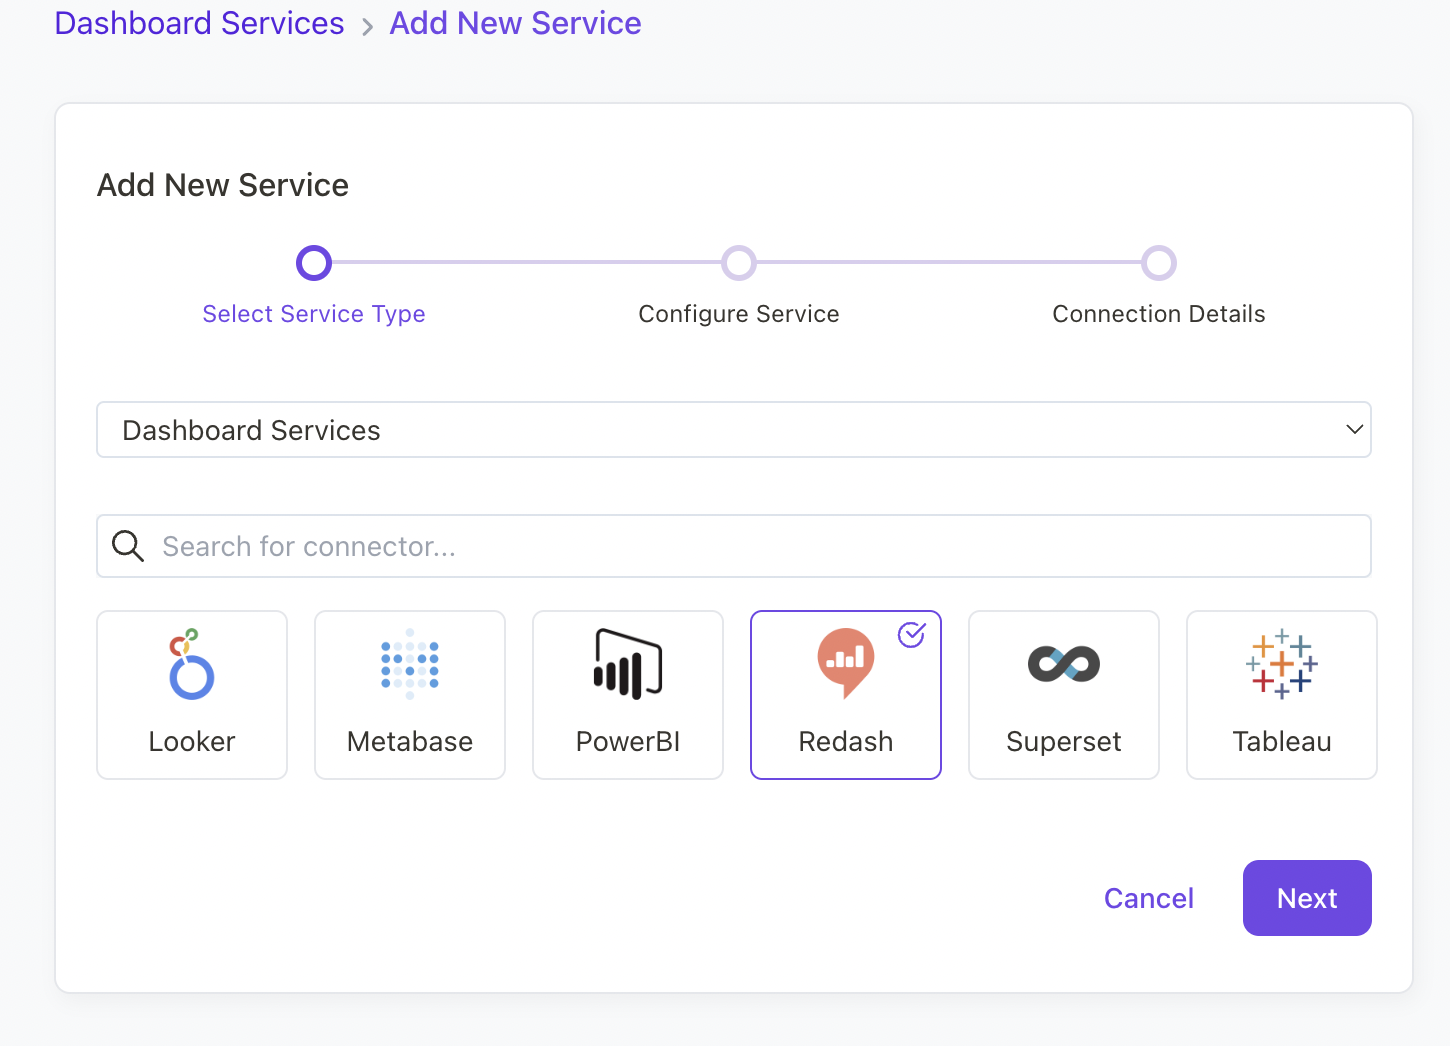 Dashboard Services > Add New Service
Add New Service
Select Service Type Configure Service Connection Details
Dashboard Services
Search for connector...
Looker Metabase PowerBI Redash Superset Tableau
Cancel Next